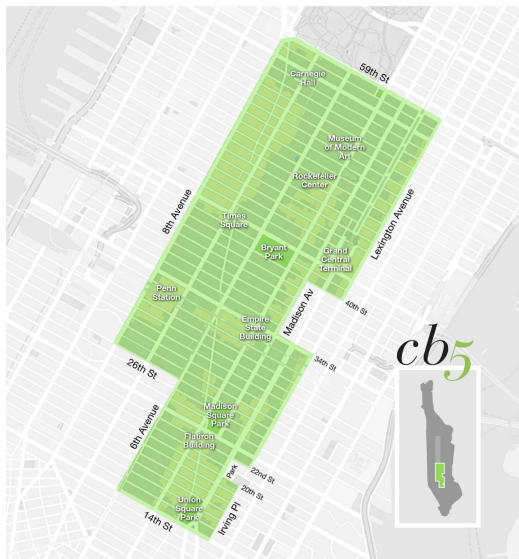 59th St
Carnegie
Hall
Museum
of Modern
Art
Rockefeller
Center
8th Avenue
Lexington Avenue
Times
Square
Bryant
Park
Grand
Central
Terminal
Penn
Station
Madison Av
40th St
Empire
State
Building
34th St
26th St
cb5
6th Avenue
Madison
Square
Park
Flatiron
Building
Park
22nd St
20th St
Union
Square
Park
Irving Pl
14th St